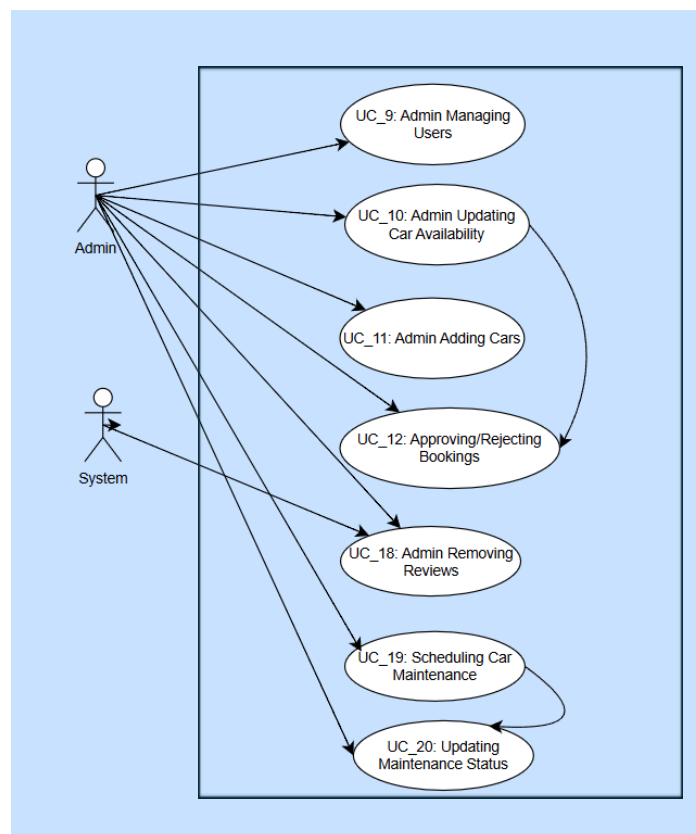 UC_9: Admin Managing
Users
UC_10: Admin Updating
Car Availability
Admin
UC_11: Admin Adding Cars
UC_12: Approving/Rejecting
Bookings
System
UC_18: Admin Removing
Reviews
UC_19: Scheduling Car
Maintenance
UC_20: Updating
Maintenance Status